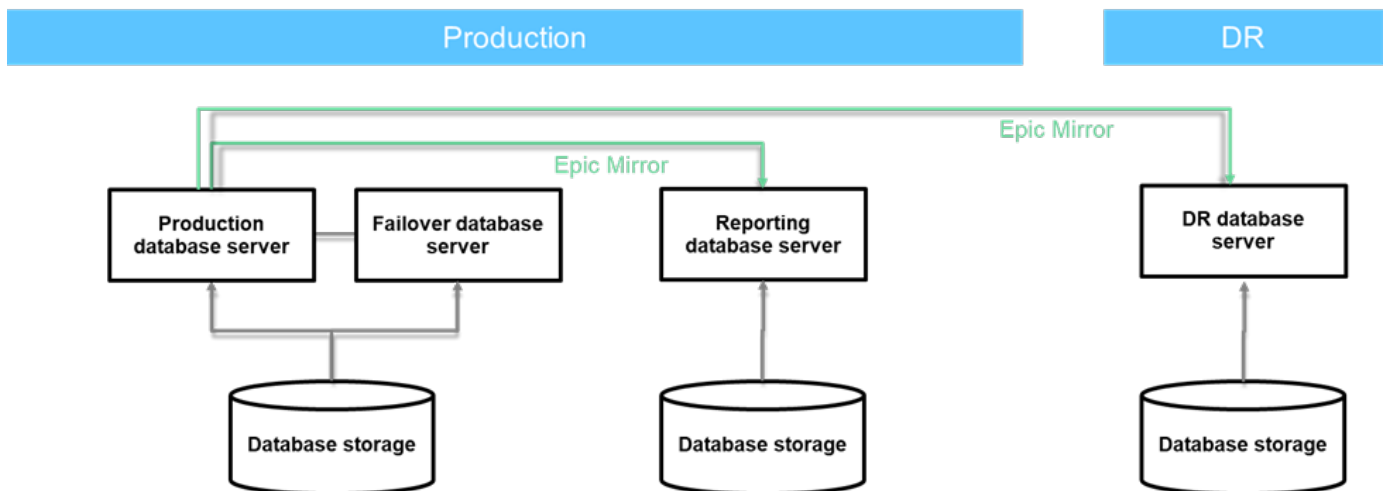 Production
DR
Epic Mirror
Epic Mirror
Production
database server
Failover database
server
Reporting
database server
DR database
server
Database storage
Database storage
Database storage